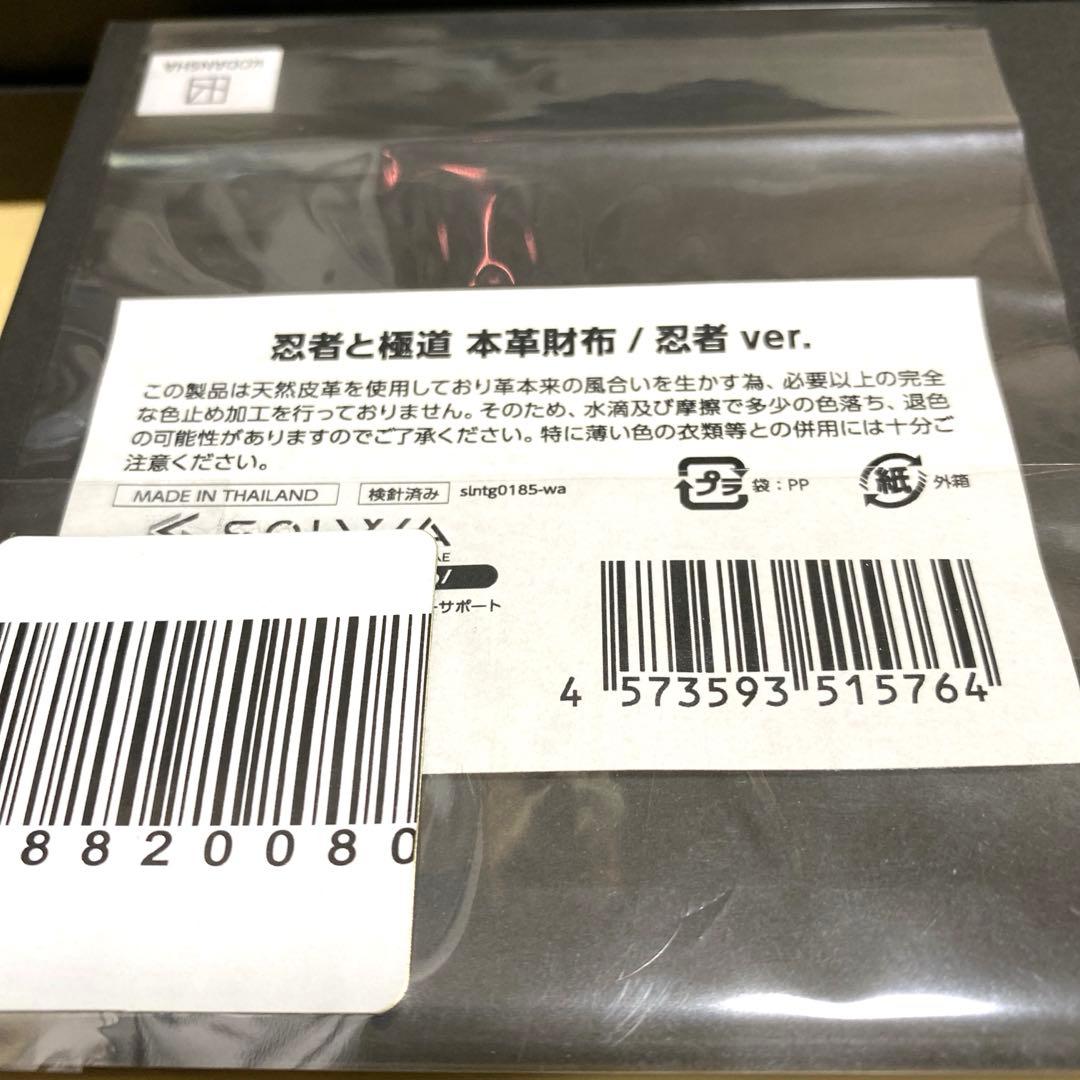 KODANSHA
忍者と極道 本革財布 / 忍者 ver.
この製品は天然皮革を使用しており革本来の風合いを生かす為、必要以上の完全
な色止め加工を行っておりません。そのため、水滴及び摩擦で多少の色落ち、退色
の可能性がありますのでご了承ください。特に薄い色の衣類等との併用には十分ご
注意ください。
MADE IN THAILAND 検針済み slntg0185-wa
プラ 袋：PP 紙 外箱
ーサポート
4 573593 515764
8820080